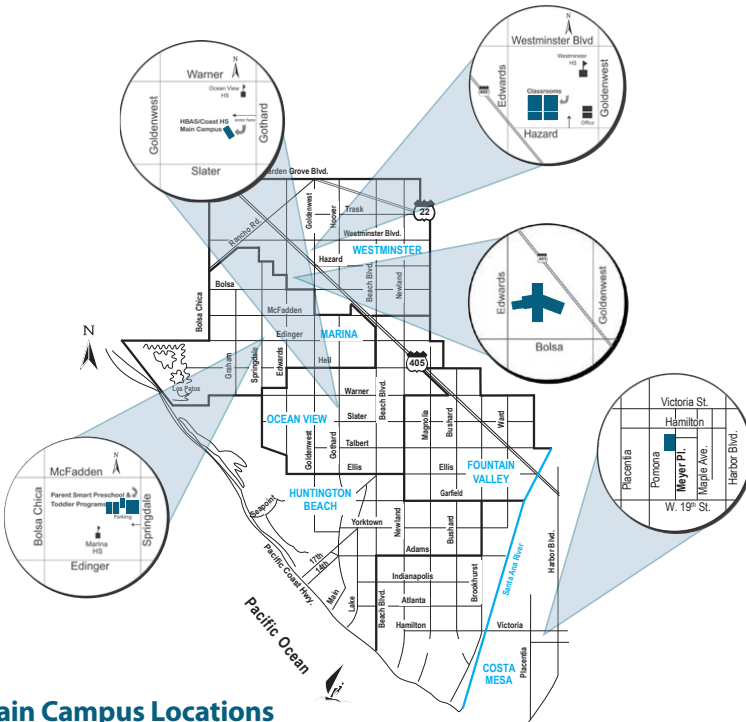 Westminster Blvd
N
Westminster
HS
Edwards
405
Classrooms
Goldenwest
Office
Hazard
Warner
N
Ocean View
HS
Goldenwest
HBAS/Coast HS
Main Campus
enter here
Gothard
Slater
arden Grove Blvd.
Goldenwest
Hoover
Trask
22
Rancho Rd.
Westminster Blvd.
WESTMINSTER
Hazard
Bolsa
Beach Blvd.
Newland
Bolsa Chica
McFadden
Edinger
MARINA
Graham
Springdale
Edwards
Heil
405
Los Patos
Warner
Beach Blvd.
OCEAN VIEW
Slater
Magnolia
Bushard
Ward
Goldenwest
Gothard
Talbert
Ellis
Ellis
FOUNTAIN
VALLEY
HUNTINGTON
BEACH
Garfield
Seapoint
Yorktown
Newland
Bushard
17th
14th
Adams
Pacific Coast Hwy.
Main
Lake
Beach Blvd.
Indianapolis
Atlanta
Hamilton
Brookhurst
Santa Ana River
Harbor Blvd.
Victoria
Placentia
COSTA
MESA
Pacific Ocean
N
Edwards
405
Goldenwest
Bolsa
Victoria St.
Hamilton
Placentia
Pomona
Meyer Pl.
Maple Ave.
Harbor Blvd.
W. 19th St.
McFadden
N
Bolsa Chica
Parent Smart Preschool &
Toddler Programs
Parking
Springdale
Marina
HS
Edinger
ain Campus Locations